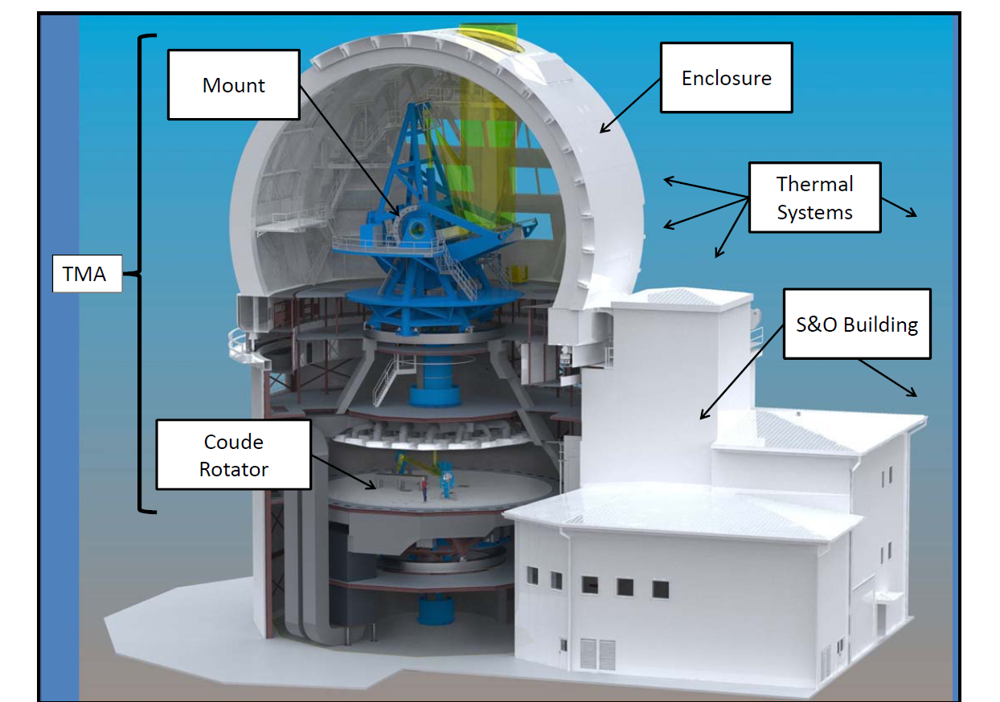 Mount
Enclosure
Thermal
Systems
TMA
S&O Building
Coude
Rotator